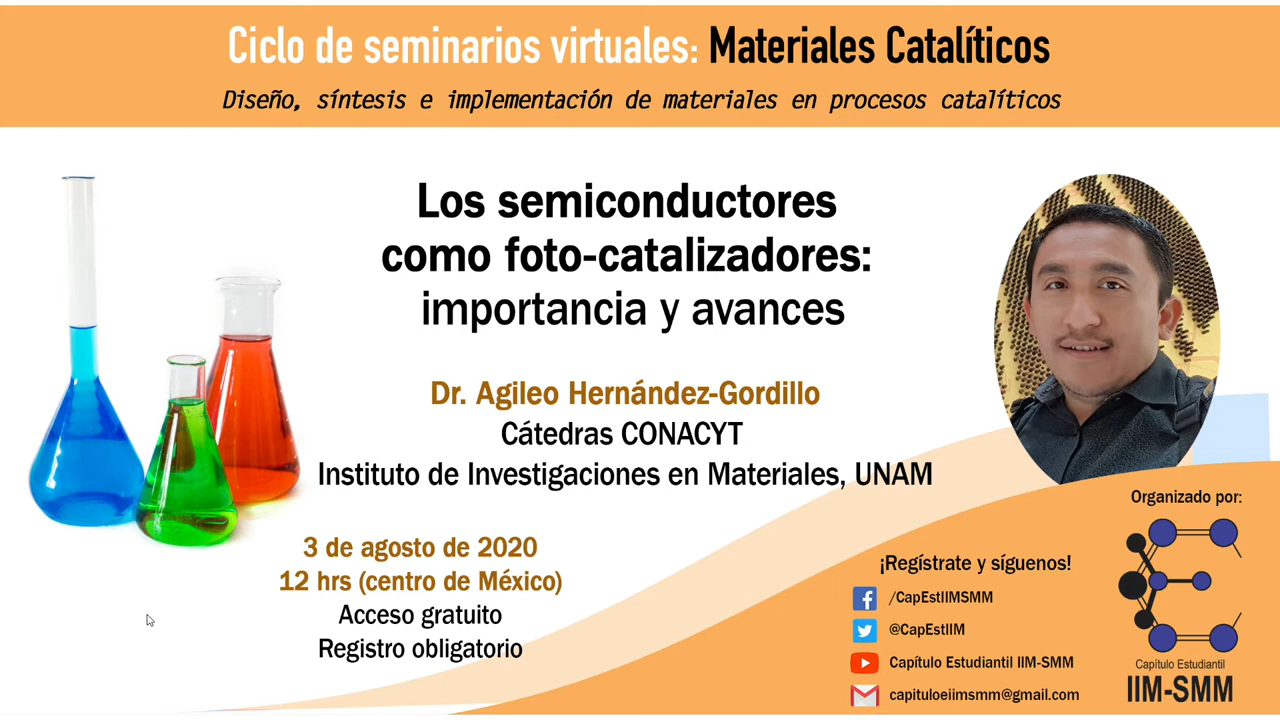 Ciclo de seminarios virtuales: Materiales Catalíticos
Diseño, síntesis e implementación de materiales en procesos catalíticos
Los semiconductores
como foto-catalizadores:
importancia y avances
Dr. Agileo Hernández-Gordillo
Cátedras CONACYT
Instituto de Investigaciones en Materiales, UNAM
3 de agosto de 2020
12 hrs (centro de México)
Acceso gratuito
Registro obligatorio
¡Regístrate y síguenos!
/CapEstIIMSMM
@CapEstIIM
Capítulo Estudiantil IIM-SMM
capituloeiimsmm@gmail.com
Organizado por:
Capítulo Estudiantil
IIM-SMM